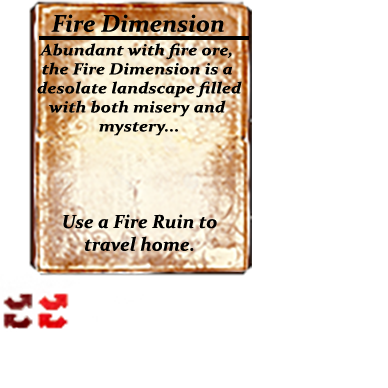 Fire Dimension
Abundant with fire ore,
the Fire Dimension is a
desolate landscape filled
with both misery and
mystery...
Use a Fire Ruin to
travel home.